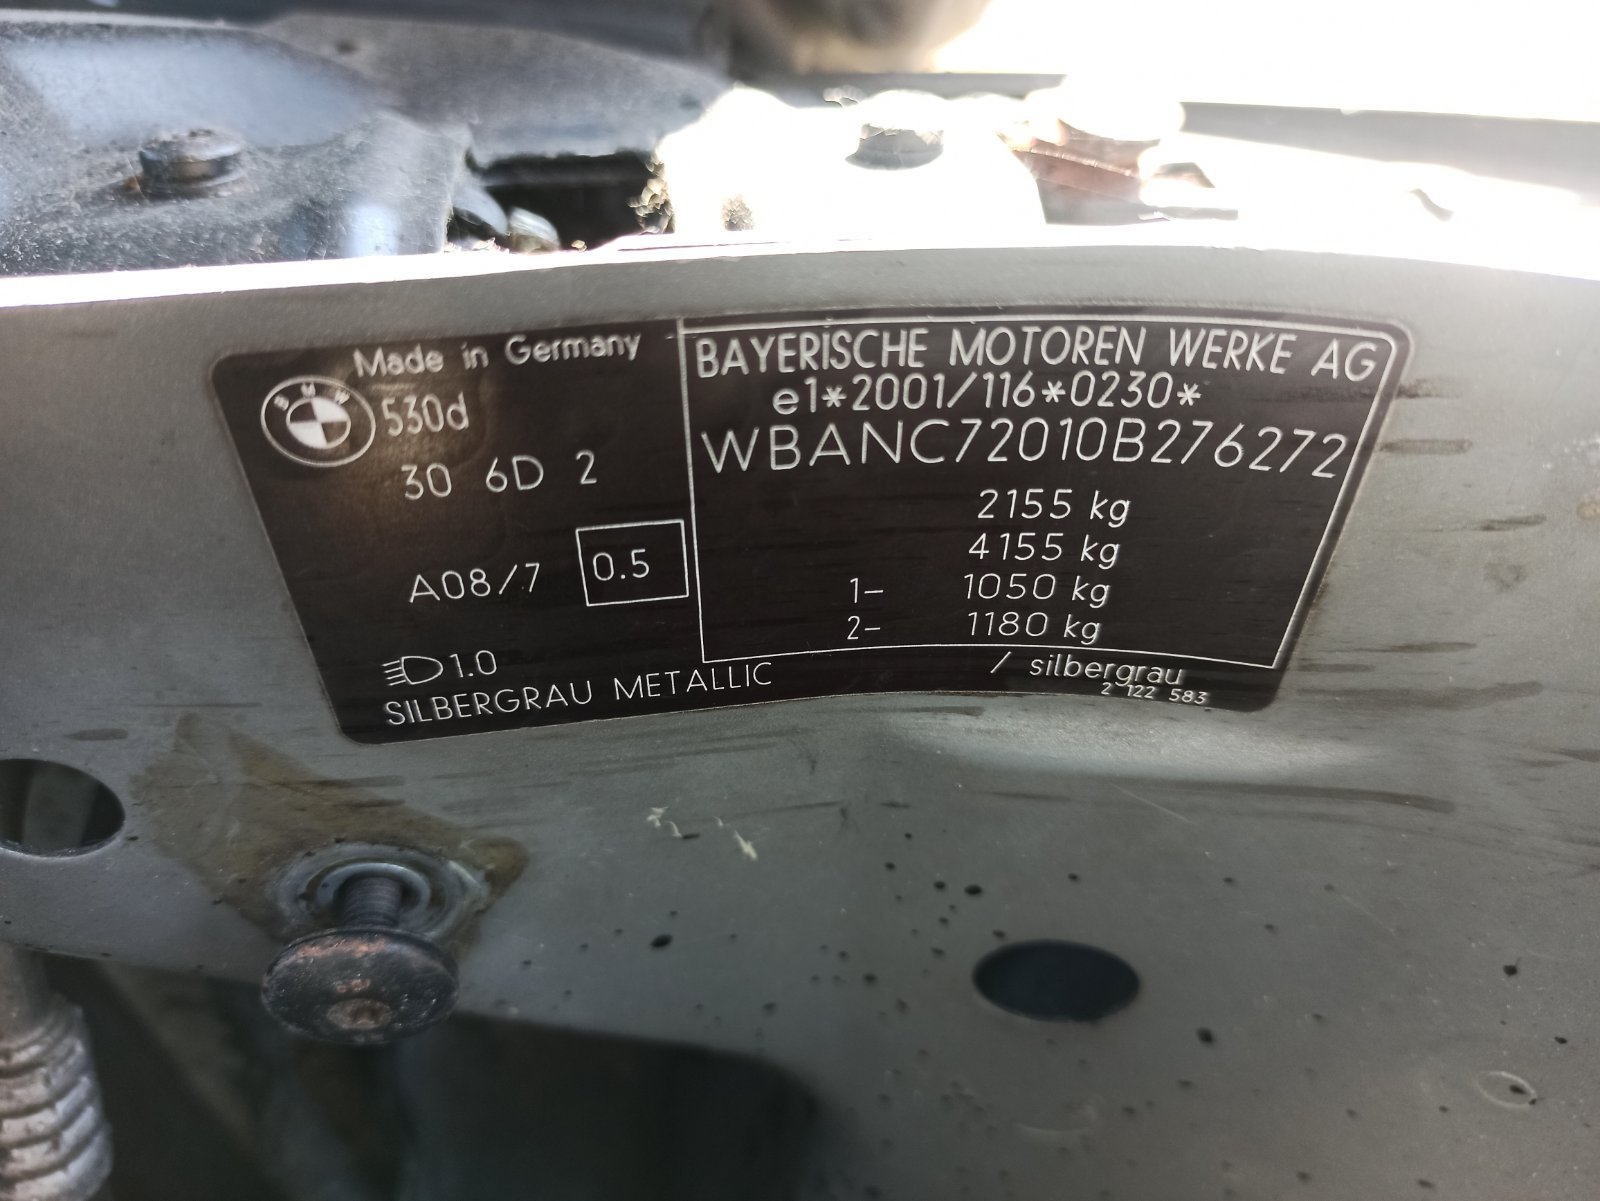 Made in Germany
BMW
530d
30 6D 2
A08/7 0.5
1.0
SILBERGRAU METALLIC
BAYERISCHE MOTOREN WERKE AG
e1*2001/116*0230*
WBANC72010B276272
2155 kg
4155 kg
1- 1050 kg
2- 1180 kg
/ silbergrau
2 122 583